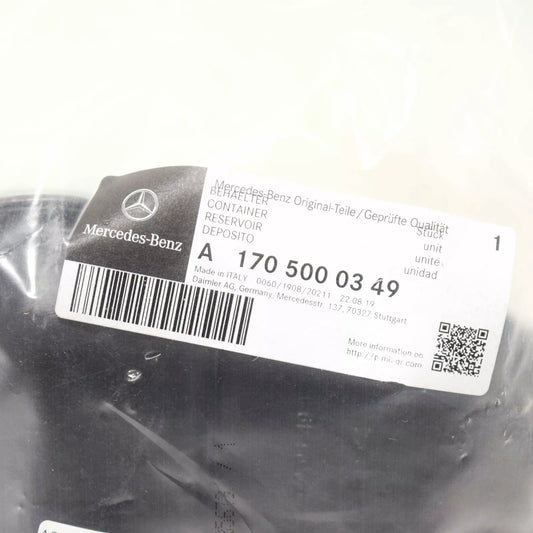 Mercedes-Benz
Mercedes-Benz Original-Teile/Geprüfte Qualität
BEHAELTER Stück 1
CONTAINER unit
RESERVOIR unité
DEPOSITO unidad
A 170 500 03 49
Made in ITALY 0060/1908/20211 22.08.19
Daimler AG, Germany, Mercedesstr. 137, 70327 Stuttgart
More information on